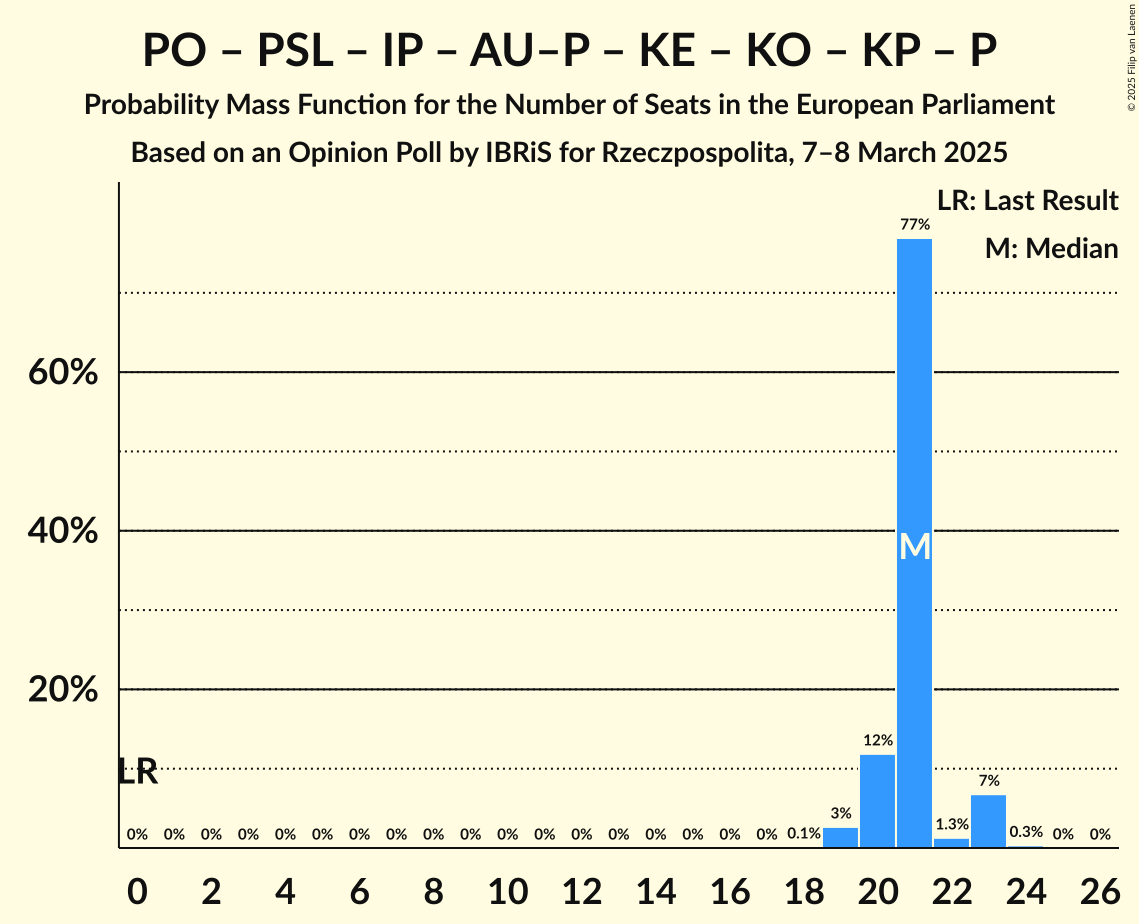 PO – PSL – IP – AU–P – KE – KO – KP – P
Probability Mass Function for the Number of Seats in the European Parliament
Based on an Opinion Poll by IBRiS for Rzeczpospolita, 7–8 March 2025
© 2025 Filip van Laenen
LR: Last Result
M: Median
77%
60%
40%
M
20%
12%
LR
7%
3%
1.3%
0.3%
0.1%
0% 0% 0% 0% 0% 0% 0% 0% 0% 0% 0% 0% 0% 0% 0% 0% 0% 0% 0% 0%
0 2 4 6 8 10 12 14 16 18 20 22 24 26